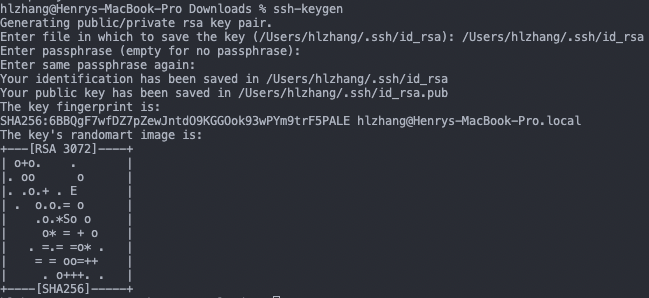 hlzhang@Henrys-MacBook-Pro Downloads % ssh-keygen
Generating public/private rsa key pair.
Enter file in which to save the key (/Users/hlzhang/.ssh/id_rsa): /Users/hlzhang/.ssh/id_rsa
Enter passphrase (empty for no passphrase):
Enter same passphrase again:
Your identification has been saved in /Users/hlzhang/.ssh/id_rsa
Your public key has been saved in /Users/hlzhang/.ssh/id_rsa.pub
The key fingerprint is:
SHA256:6BBQgF7wfDZ7pZewJntdO9KGGOok93wPYm9trF5PALE hlzhang@Henrys-MacBook-Pro.local
The key's randomart image is:
+---[RSA 3072]----+
| o+o.    .       |
|. oo      o      |
|. .o.+ . E       |
| .  o.o.= o      |
|    .o.*So o     |
|     o* = + o    |
|   . =.= =o* .   |
|    = = oo=++    |
|     . o+++. .   |
+----[SHA256]-----+